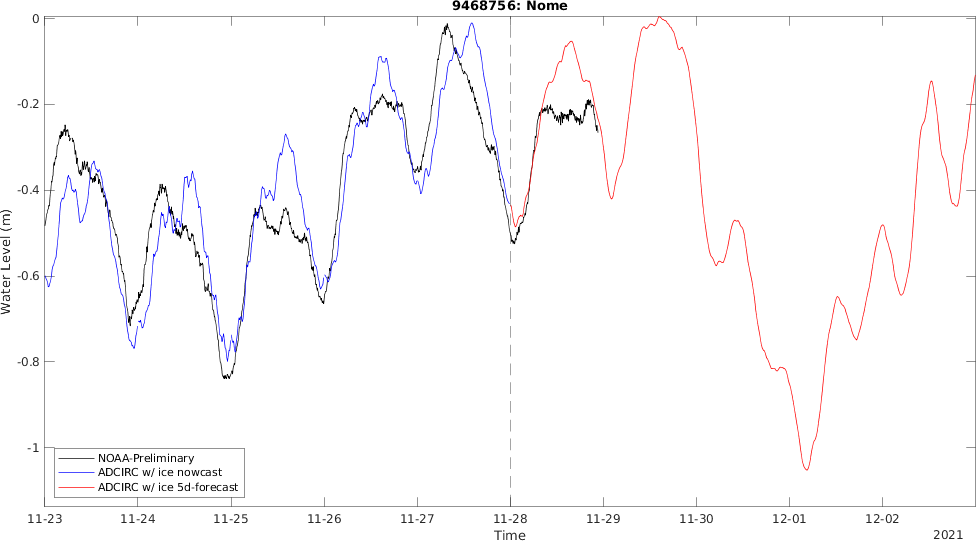 9468756: Nome
0
-0.2
-0.4
-0.6
-0.8
-1
Water Level (m)
NOAA-Preliminary
ADCIRC w/ ice nowcast
ADCIRC w/ ice 5d-forecast
11-23 11-24 11-25 11-26 11-27 11-28 11-29 11-30 12-01 12-02
Time
2021